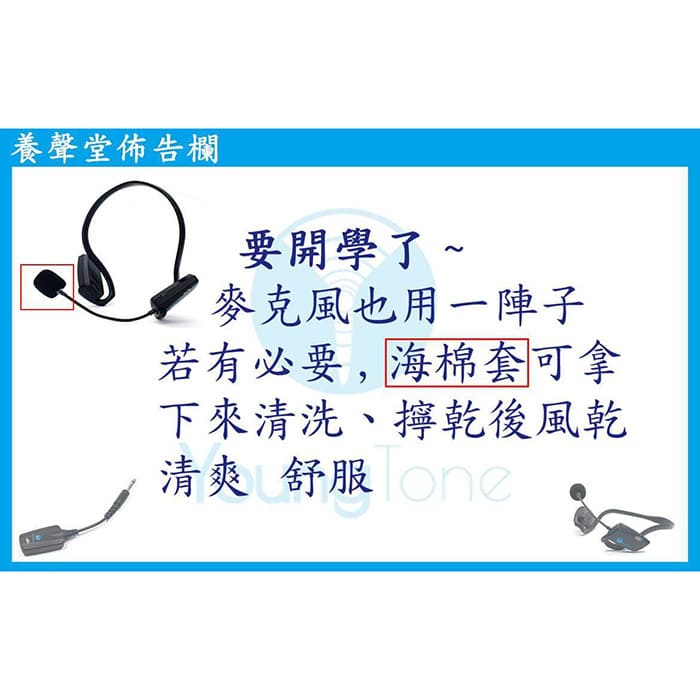 養聲堂佈告欄
要開學了~
麥克風也用一陣子
若有必要,海棉套可拿
下來清洗、擰乾後風乾
清爽 舒服
YoungTone